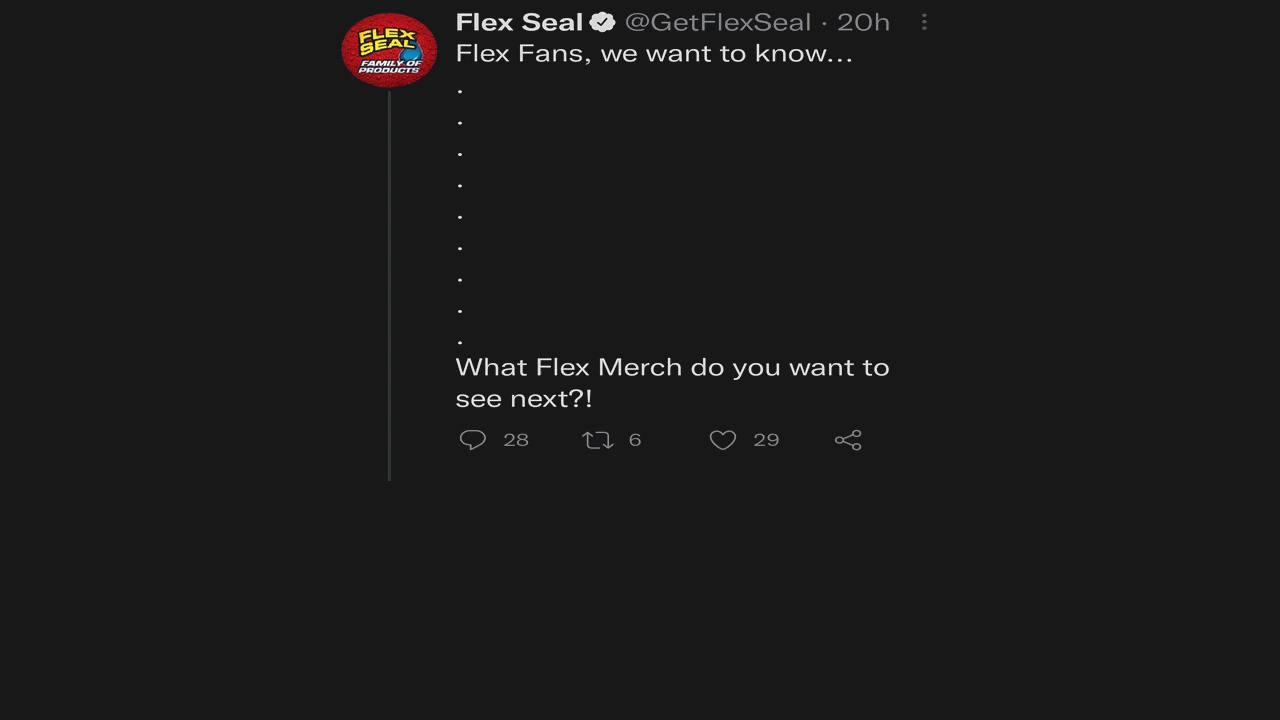 FLEX
SEAL
FAMILY OF
PRODUCTS
Flex Seal @GetFlexSeal · 20h
Flex Fans, we want to know...
.
.
.
.
.
.
.
.
.
What Flex Merch do you want to
see next?!
28 6 29